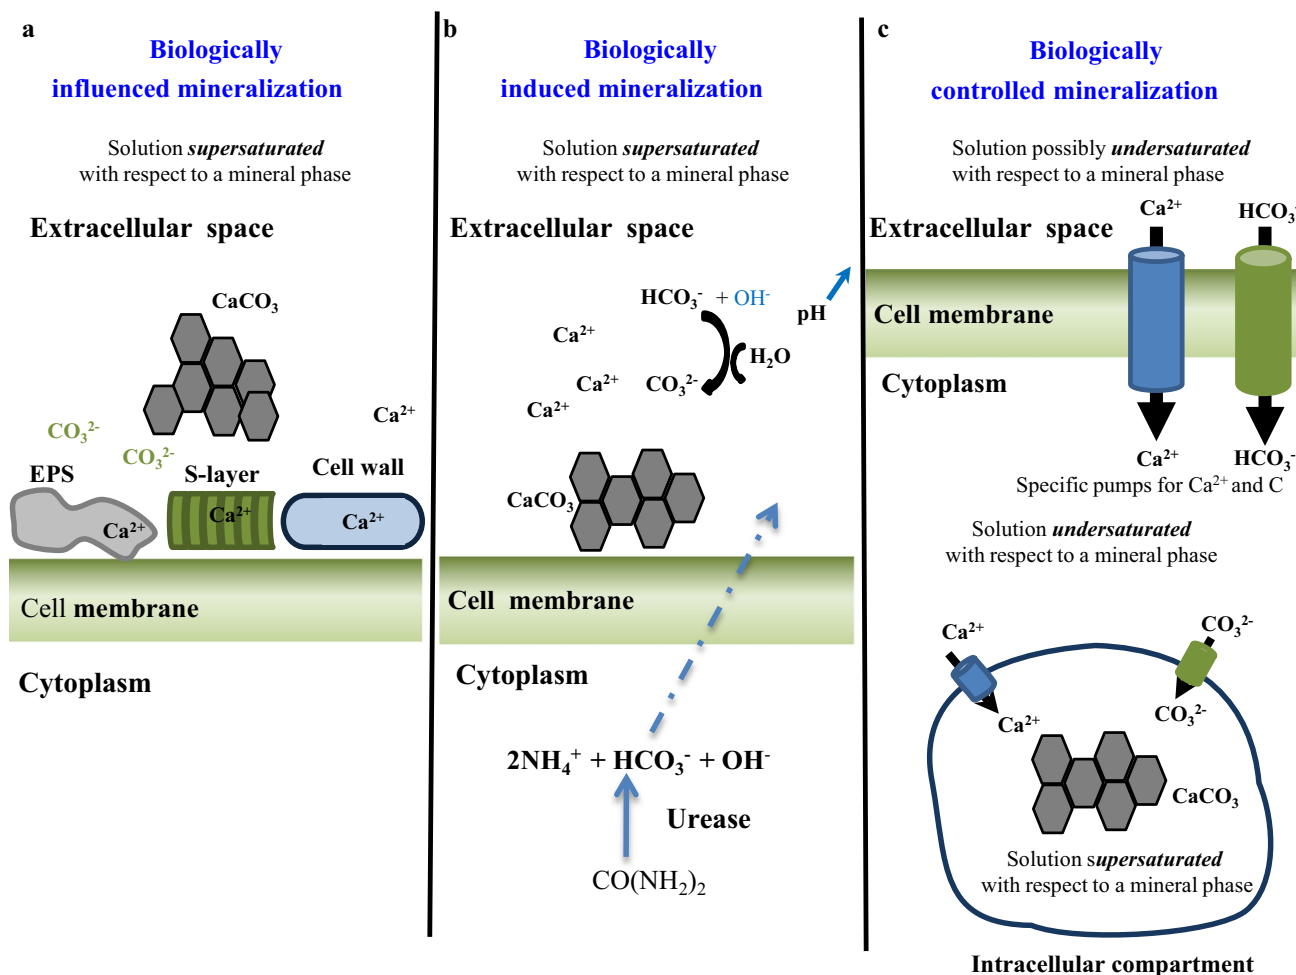 a
Biologically
influenced mineralization
Solution supersaturated
with respect to a mineral phase
Extracellular space
CaCO₃
Ca²⁺
CO₃²⁻
CO₃²⁻
EPS
S-layer
Cell wall
Ca²⁺
Ca²⁺
Ca²⁺
Cell membrane
Cytoplasm
b
Biologically
induced mineralization
Solution supersaturated
with respect to a mineral phase
Extracellular space
HCO₃⁻ + OH⁻
pH
Ca²⁺
H₂O
Ca²⁺
CO₃²⁻
Ca²⁺
CaCO₃
Cell membrane
Cytoplasm
2NH₄⁺ + HCO₃⁻ + OH⁻
Urease
CO(NH₂)₂
c
Biologically
controlled mineralization
Solution possibly undersaturated
with respect to a mineral phase
Ca²⁺
HCO₃⁻
Extracellular space
Cell membrane
Cytoplasm
Ca²⁺
HCO₃⁻
Specific pumps for Ca²⁺ and C
Solution undersaturated
with respect to a mineral phase
Ca²⁺
CO₃²⁻
Ca²⁺
CO₃²⁻
CaCO₃
Solution supersaturated
with respect to a mineral phase
Intracellular compartment